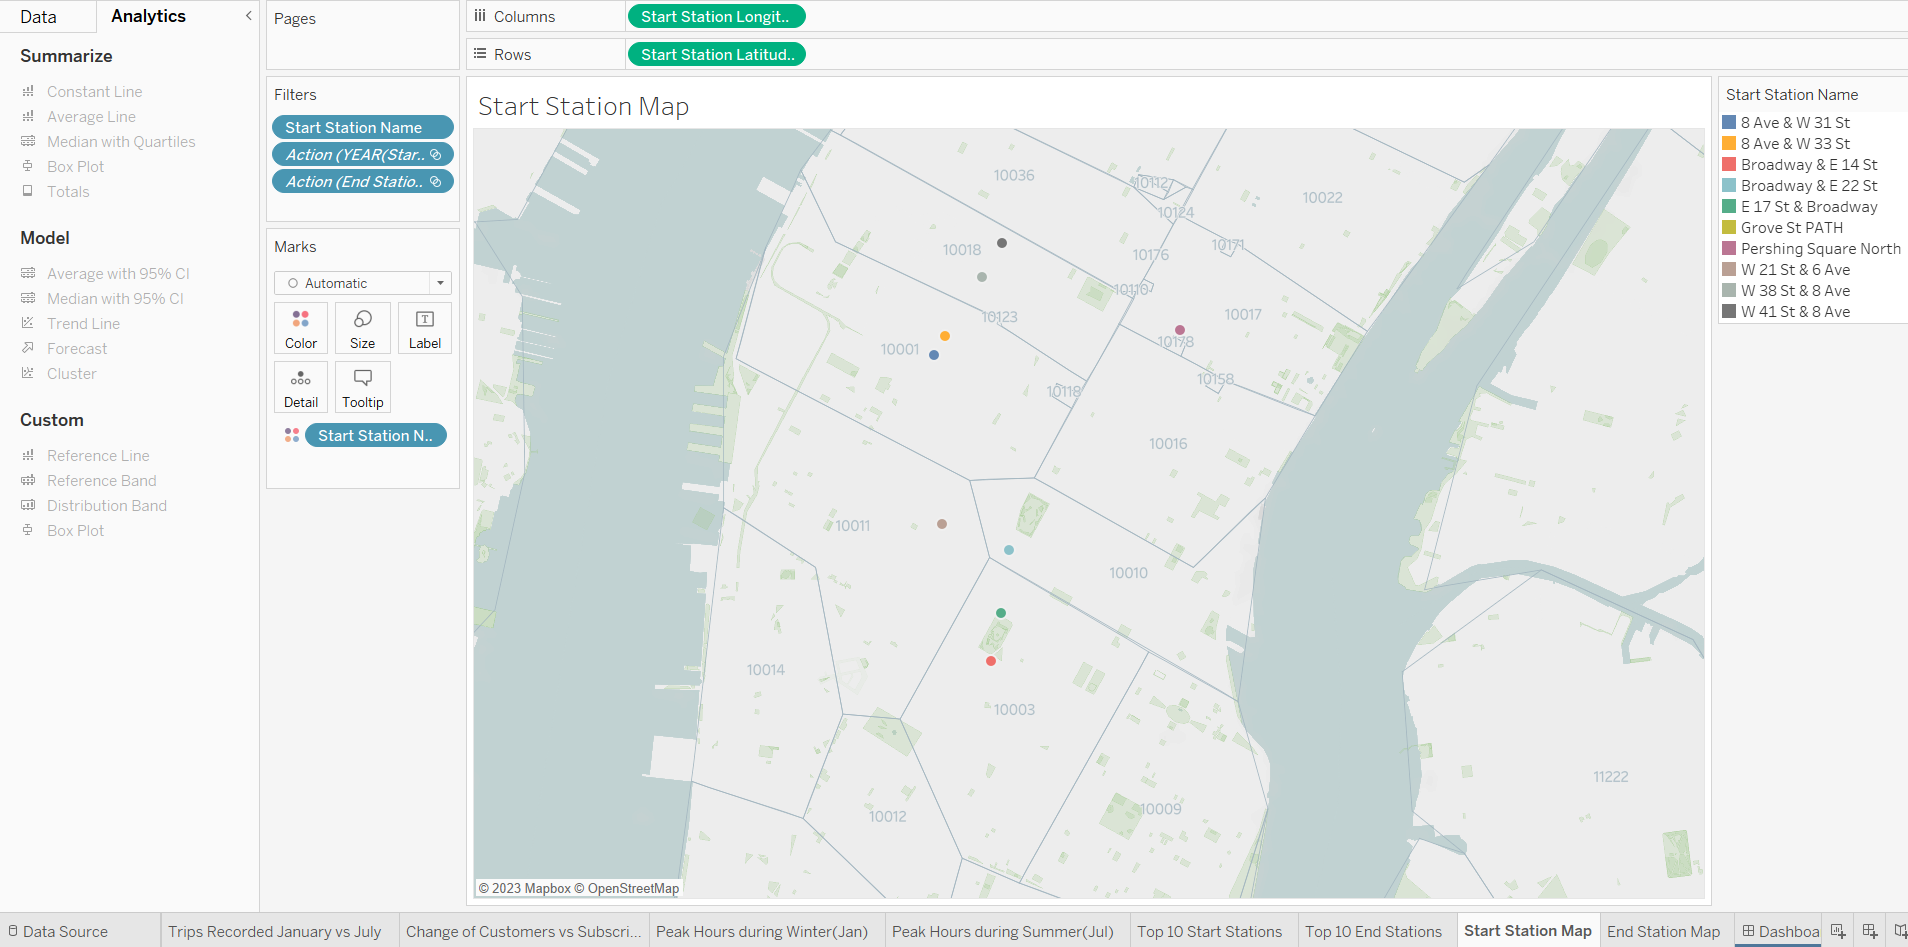 Data
Analytics
Summarize
Constant Line
Average Line
Median with Quartiles
Box Plot
Totals
Model
Average with 95% CI
Median with 95% CI
Trend Line
Forecast
Cluster
Custom
Reference Line
Reference Band
Distribution Band
Box Plot
Pages
Filters
Start Station Name
Action (YEAR(Star..
Action (End Statio..
Marks
Automatic
Color
Size
Label
Detail
Tooltip
Start Station N..
Columns
Start Station Longit..
Rows
Start Station Latitud..
Start Station Map
10036
10112
10022
10124
10018
10171
10176
10110
10123
10017
10178
10001
10158
10118
10016
10011
10010
10014
10003
11222
10009
10012
© 2023 Mapbox © OpenStreetMap
Start Station Name
8 Ave & W 31 St
8 Ave & W 33 St
Broadway & E 14 St
Broadway & E 22 St
E 17 St & Broadway
Grove St PATH
Pershing Square North
W 21 St & 6 Ave
W 38 St & 8 Ave
W 41 St & 8 Ave
Data Source
Trips Recorded January vs July
Change of Customers vs Subscri...
Peak Hours during Winter(Jan)
Peak Hours during Summer(Jul)
Top 10 Start Stations
Top 10 End Stations
Start Station Map
End Station Map
Dashboa